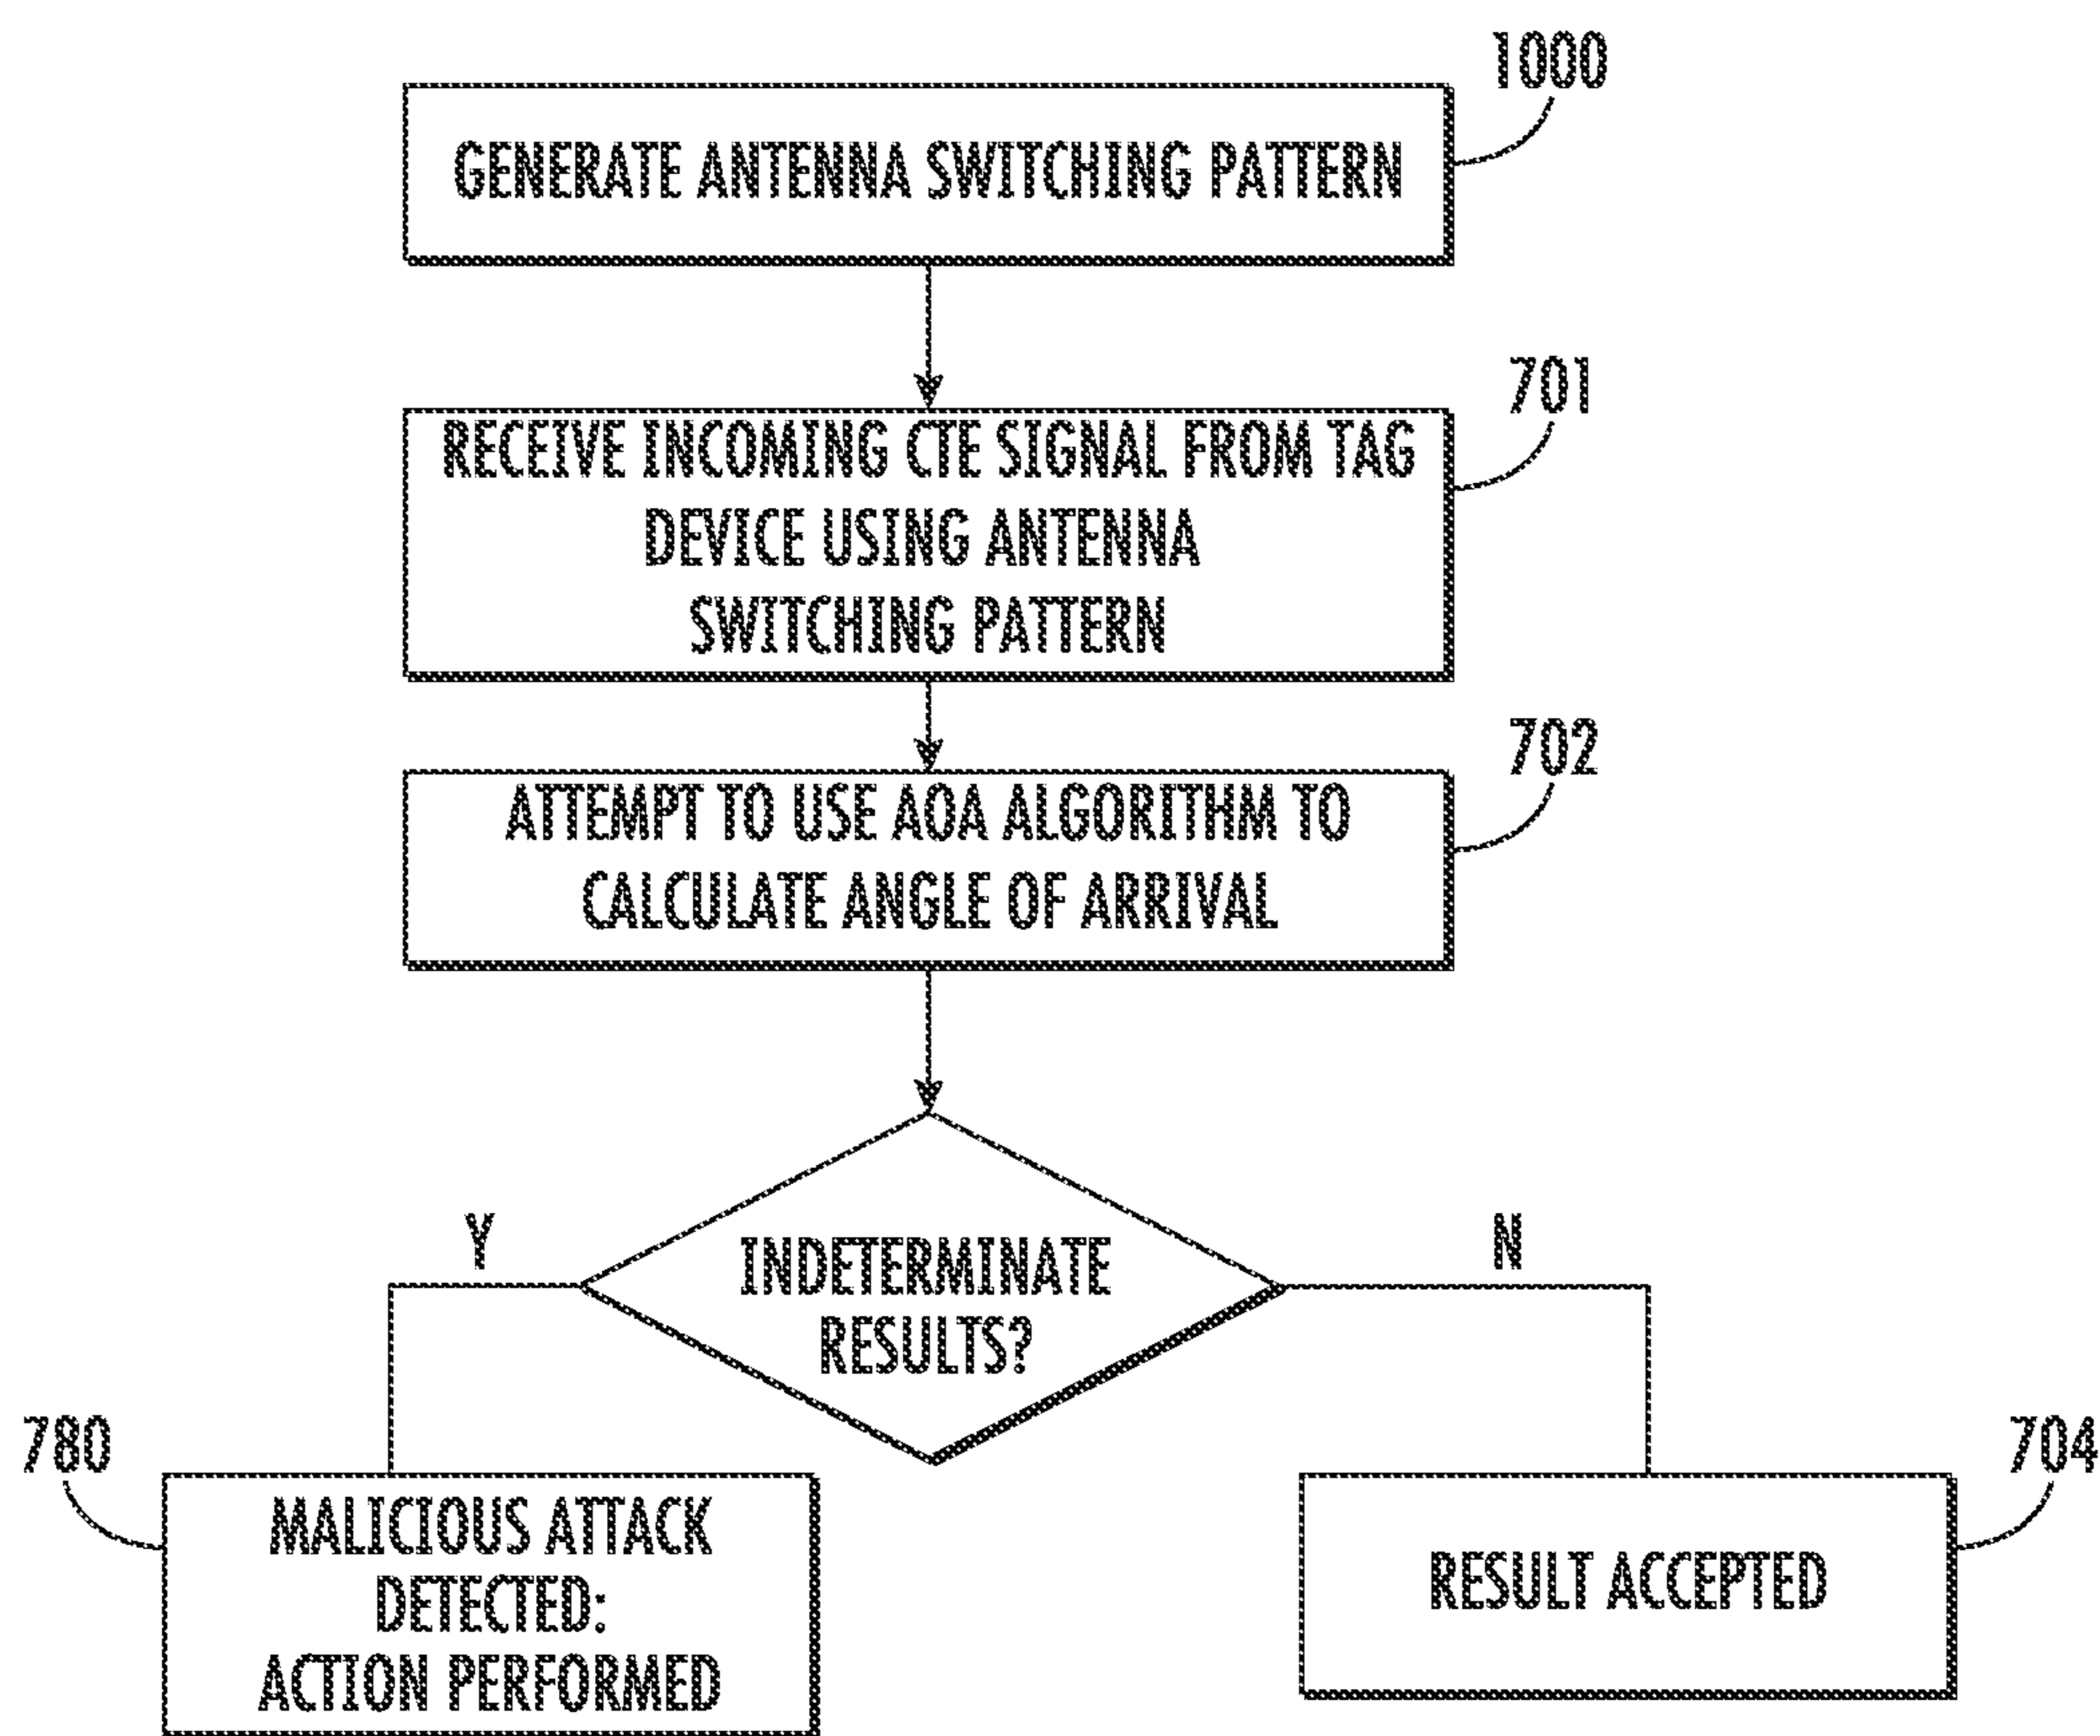 1000
GENERATE ANTENNA SWITCHING PATTERN
701
RECEIVE INCOMING CTE SIGNAL FROM TAG
DEVICE USING ANTENNA
SWITCHING PATTERN
702
ATTEMPT TO USE AOA ALGORITHM TO
CALCULATE ANGLE OF ARRIVAL
Y
N
INDETERMINATE
RESULTS?
780
704
MALICIOUS ATTACK
DETECTED:
ACTION PERFORMED
RESULT ACCEPTED